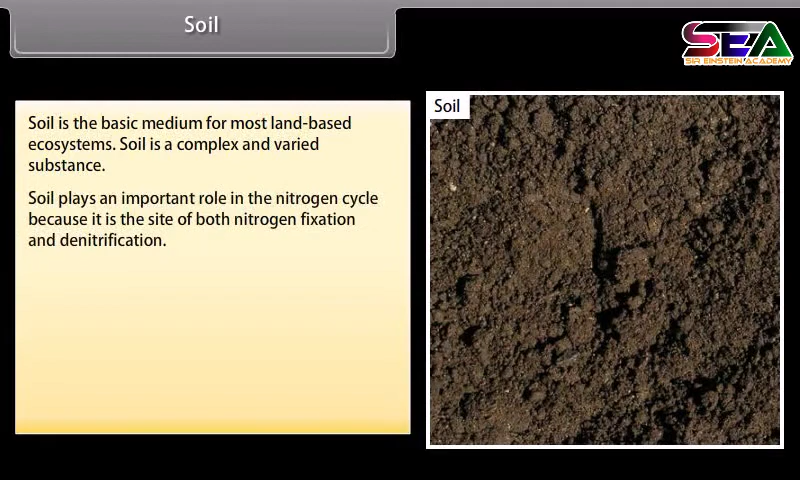 Soil
SEA
SIR EINSTEIN ACADEMY
Soil is the basic medium for most land-based
ecosystems. Soil is a complex and varied
substance.
Soil plays an important role in the nitrogen cycle
because it is the site of both nitrogen fixation
and denitrification.
Soil